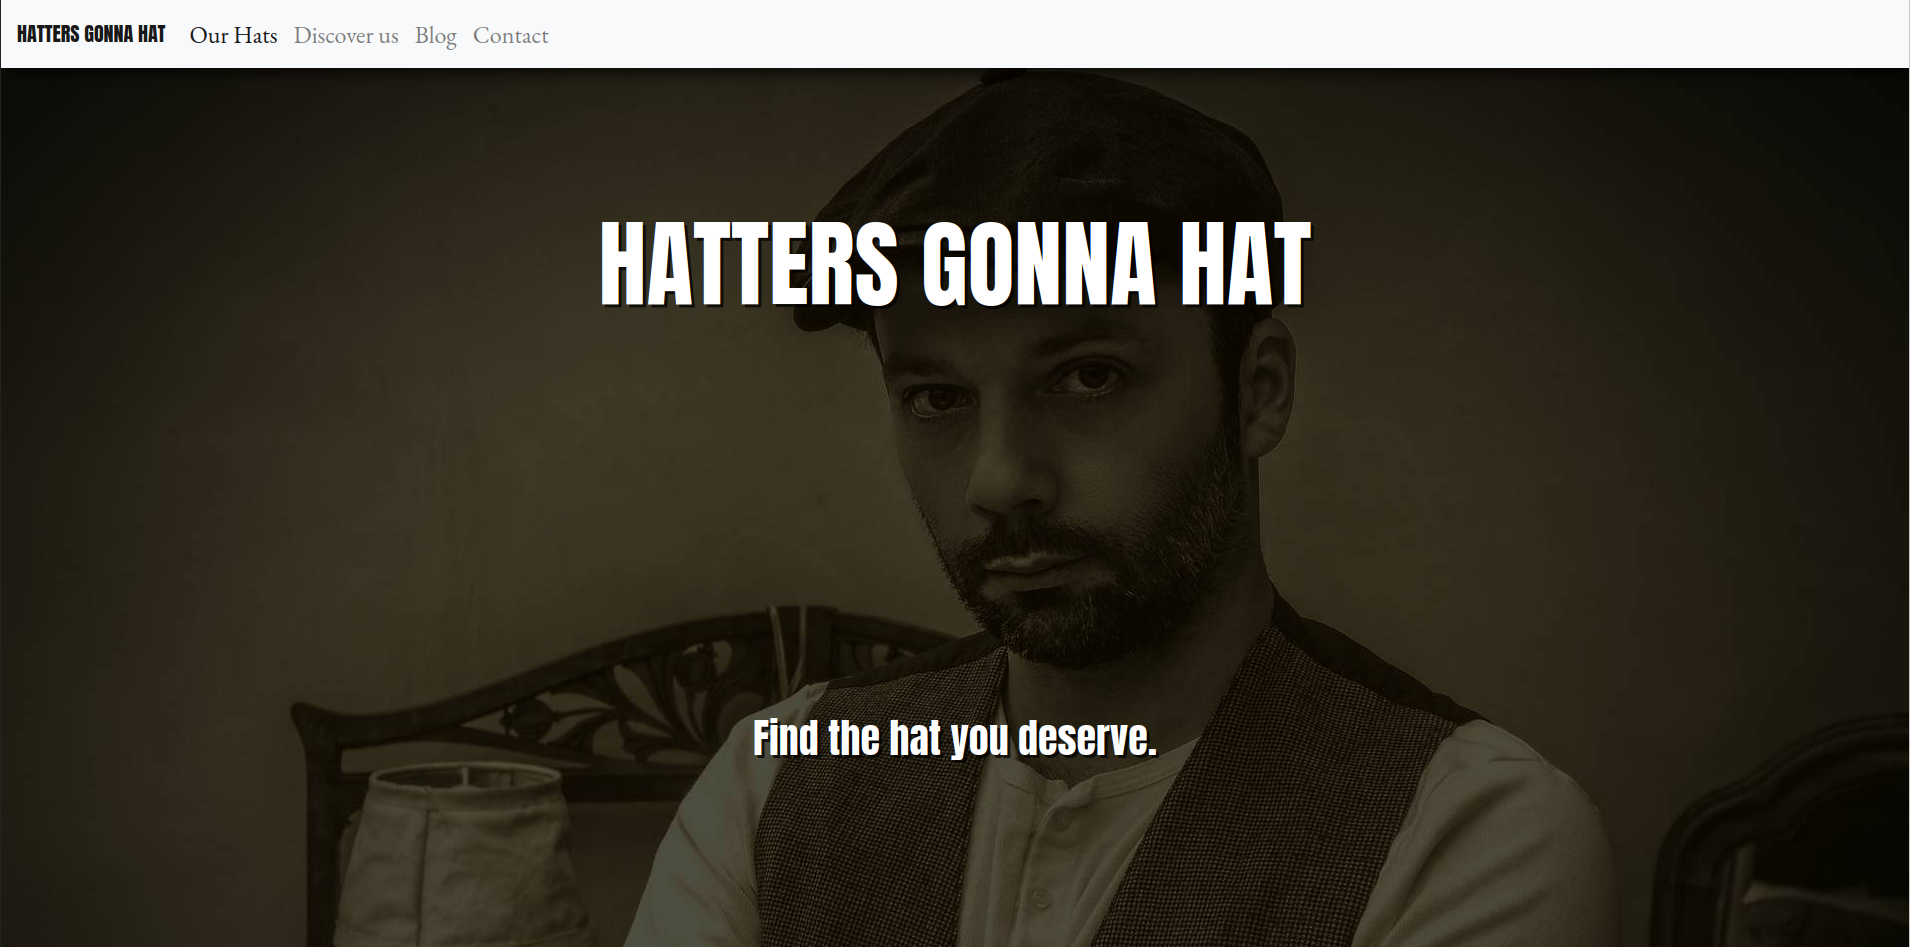 HATTERS GONNA HAT Our Hats Discover us Blog Contact
HATTERS GONNA HAT
Find the hat you deserve.